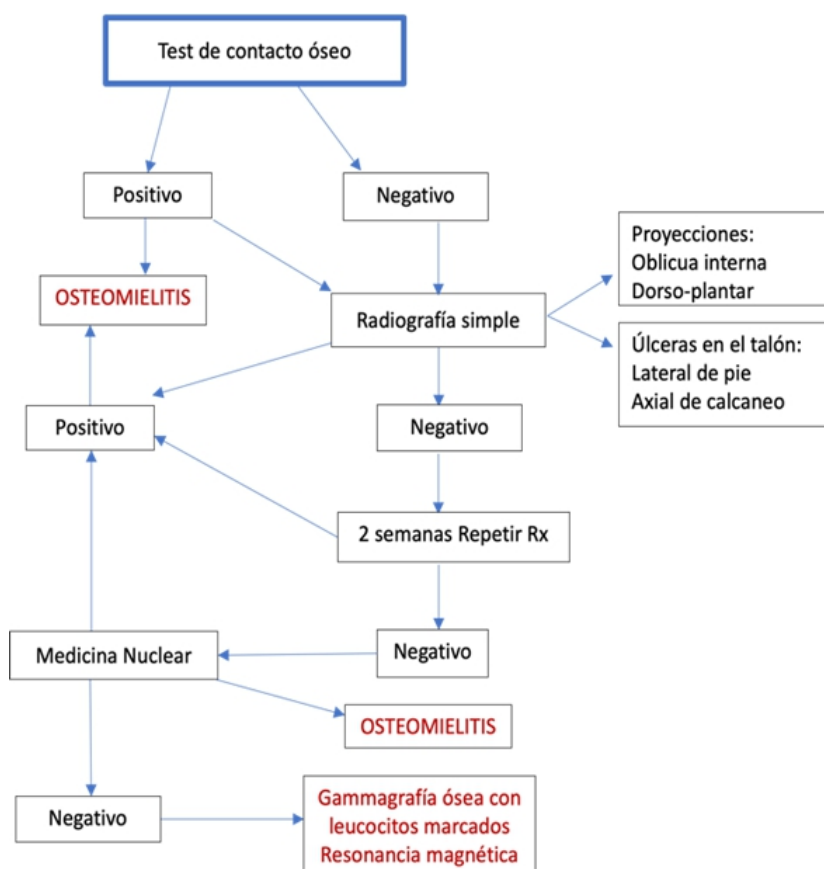 Test de contacto óseo
Positivo
Negativo
Proyecciones:
Oblicua interna
Dorso-plantar
OSTEOMIELITIS
Radiografía simple
Úlceras en el talón:
Lateral de pie
Axial de calcaneo
Positivo
Negativo
2 semanas Repetir Rx
Medicina Nuclear
Negativo
OSTEOMIELITIS
Negativo
Gammagrafía ósea con
leucocitos marcados
Resonancia magnética